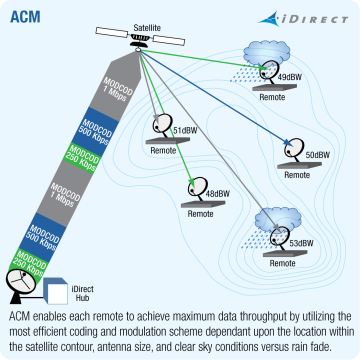 ACM
iDIRECT
Satellite
MODCOD
1 Mbps
49dBW
Remote
MODCOD
500 Kbps
51dBW
Remote
MODCOD
250 Kbps
50dBW
Remote
MODCOD
1 Mbps
48dBW
Remote
MODCOD
500 Kbps
53dBW
Remote
MODCOD
250 Kbps
iDirect
Hub
ACM enables each remote to achieve maximum data throughput by utilizing the
most efficient coding and modulation scheme dependant upon the location within
the satellite contour, antenna size, and clear sky conditions versus rain fade.